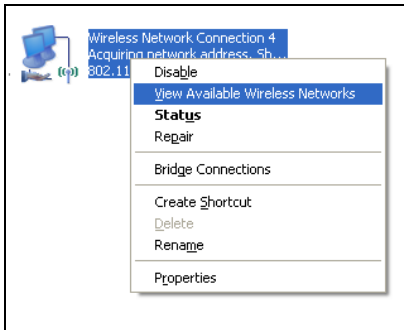 Wireless Network Connection 4
Acquiring network address, Sh...
802.11
Disable
View Available Wireless Networks
Status
Repair
Bridge Connections
Create Shortcut
Delete
Rename
Properties